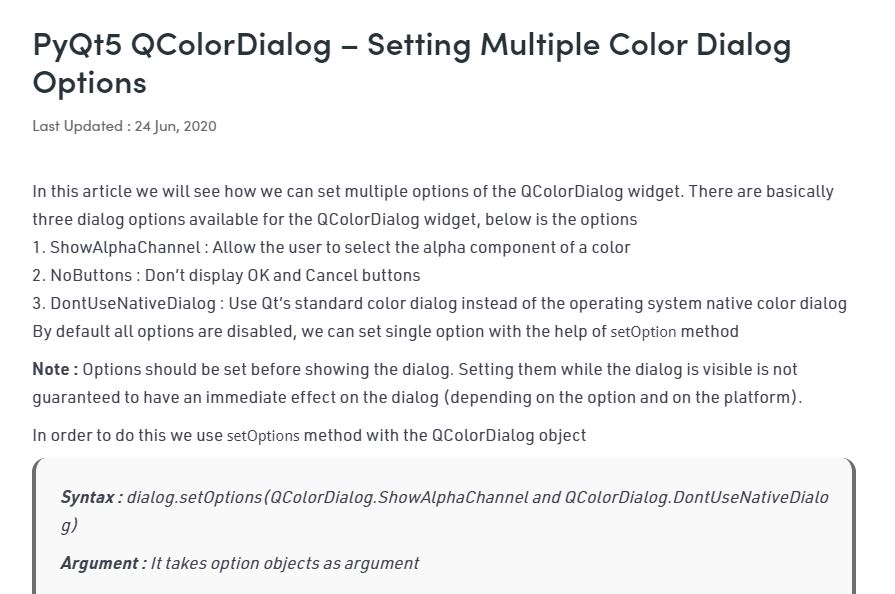 PyQt5 QColorDialog – Setting Multiple Color Dialog
Options
Last Updated : 24 Jun, 2020
In this article we will see how we can set multiple options of the QColorDialog widget. There are basically
three dialog options available for the QColorDialog widget, below is the options
1. ShowAlphaChannel : Allow the user to select the alpha component of a color
2. NoButtons : Don’t display OK and Cancel buttons
3. DontUseNativeDialog : Use Qt’s standard color dialog instead of the operating system native color dialog
By default all options are disabled, we can set single option with the help of setOption method
Note : Options should be set before showing the dialog. Setting them while the dialog is visible is not
guaranteed to have an immediate effect on the dialog (depending on the option and on the platform).
In order to do this we use setOptions method with the QColorDialog object
Syntax : dialog.setOptions(QColorDialog.ShowAlphaChannel and QColorDialog.DontUseNativeDialo
g)
Argument : It takes option objects as argument